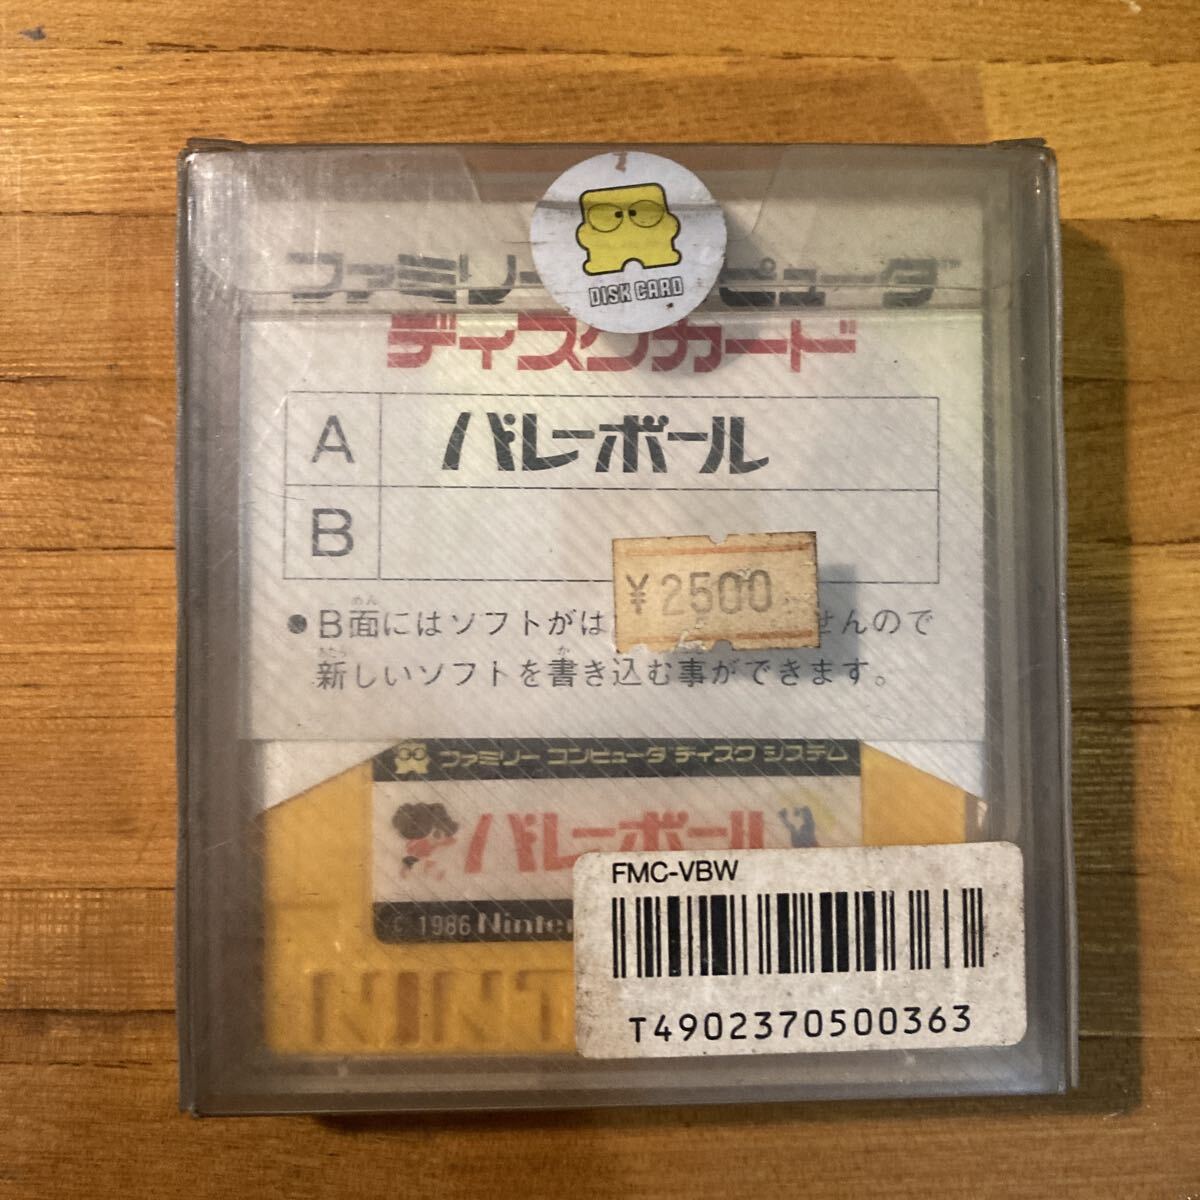 DISK CARD
ファミリー ピュータ
ディスクカード
A バレーボール
B
¥2500
●B面にはソフトがは せんので
新しいソフトを書き込む事ができます。
ファミリー コンピュータ ディスク システム
バレーボール
© 1986 Ninte
NINT
FMC-VBW
T4902370500363